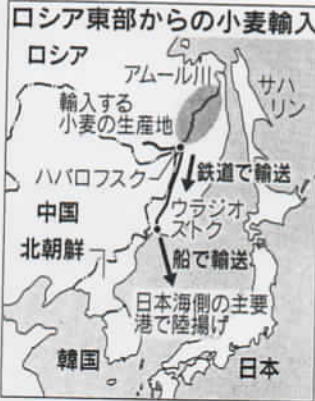 ロシア東部からの小麦輸入
ロシア
アムール川
サハ
リン
輸入する
小麦の生産地
ハバロフスク
鉄道で輸送
中国
ウラジオ
ストク
北朝鮮
船で輸送
日本海側の主要
港で陸揚げ
韓国
日本